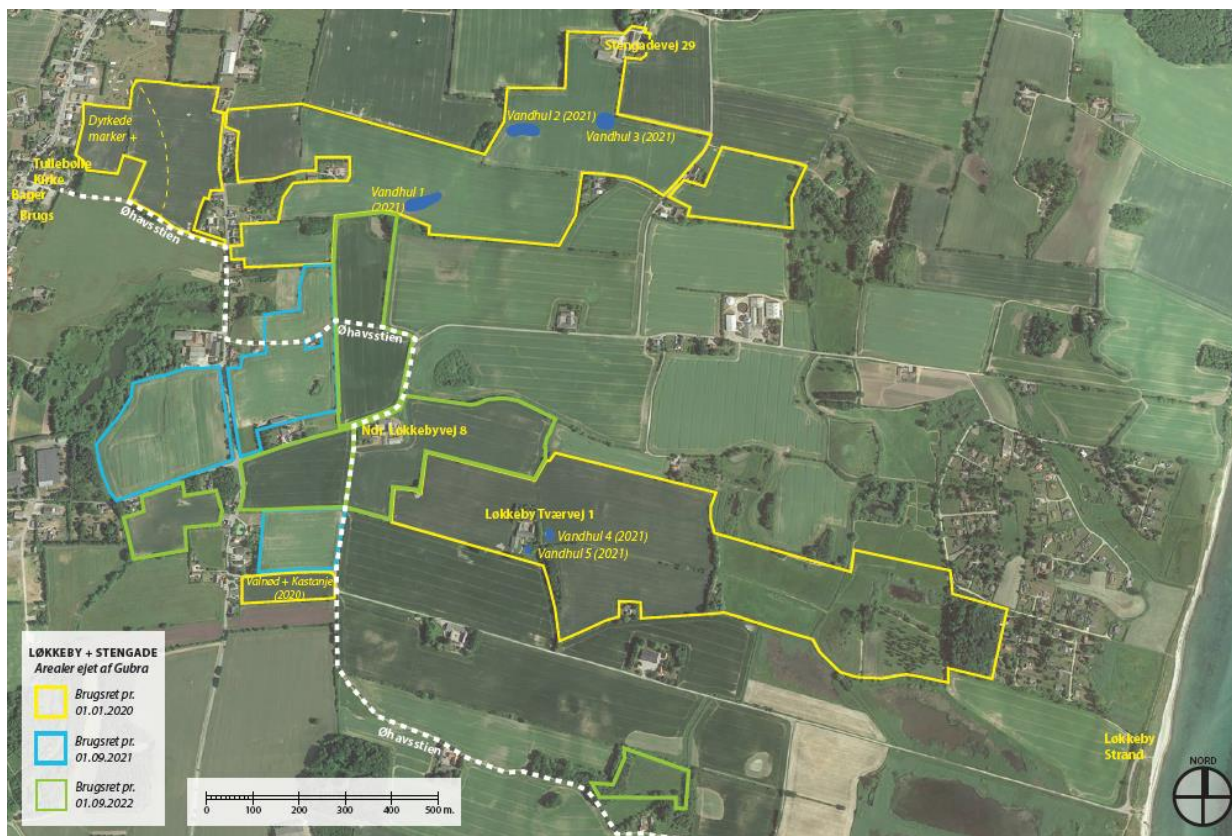 Stengadevej 29
Vandhul 2 (2021)
Vandhul 3 (2021)
Dyrkede
marker +
Tullebølle
Kirke
Bager
Brugs
Øhavsstien
Vandhul 1
(2021)
Øhavsstien
Ndr. Løkkebyvej 8
Løkkeby Tværvej 1
Vandhul 4 (2021)
Vandhul 5 (2021)
Valnød + Kastanje
(2020)
Øhavsstien
Løkkeby
Strand
LØKKEBY + STENGADE
Arealer ejet af Gubra
Brugsret pr.
01.01.2020
Brugsret pr.
01.09.2021
Brugsret pr.
01.09.2022
0 100 200 300 400 500 m.
NORD